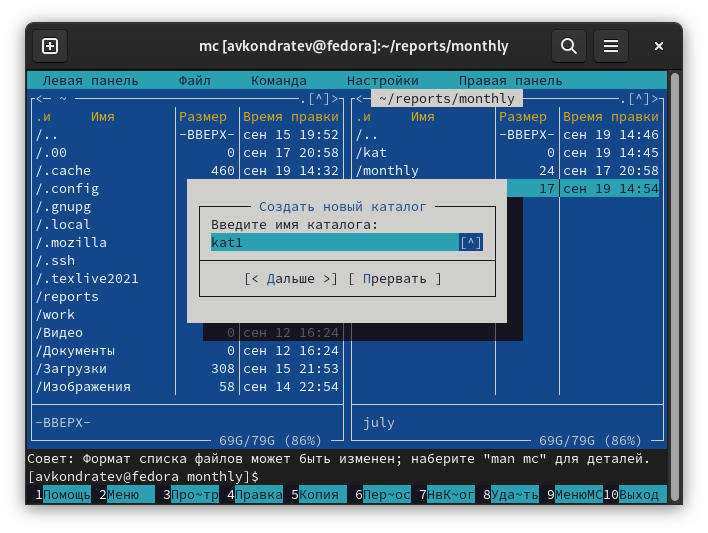 mc [avkondratev@fedora]:~/reports/monthly
Левая панель Файл Команда Настройки Правая панель
<— ~ .[^]> <— ~/reports/monthly .[^]>
.и Имя Размер Время правки .и Имя Размер Время правки
/.. -ВВЕРХ- сен 15 19:52 /.. -ВВЕРХ- сен 19 14:46
/.00 0 сен 17 20:58 /kat 0 сен 19 14:45
/.cache 460 сен 19 14:32 /monthly 24 сен 17 20:58
/.config 17 сен 19 14:54
/.gnupg Создать новый каталог
/.local Введите имя каталога:
/.mozilla kat1 [^]
/.ssh
/.texlive2021 [< Дальше >] [ Прервать ]
/reports
/work
/Видео 0 сен 12 16:24
/Документы 0 сен 12 16:24
/Загрузки 308 сен 15 21:53
/Изображения 58 сен 14 22:54
-ВВЕРХ- july
69G/79G (86%) 69G/79G (86%)
Совет: Формат списка файлов может быть изменен; наберите "man mc" для деталей.
[avkondratev@fedora monthly]$
1Помощь 2Меню 3Про~тр 4Правка 5Копия 6Пер~ос 7НвК~ог 8Уда~ть 9МенюМС 10Выход